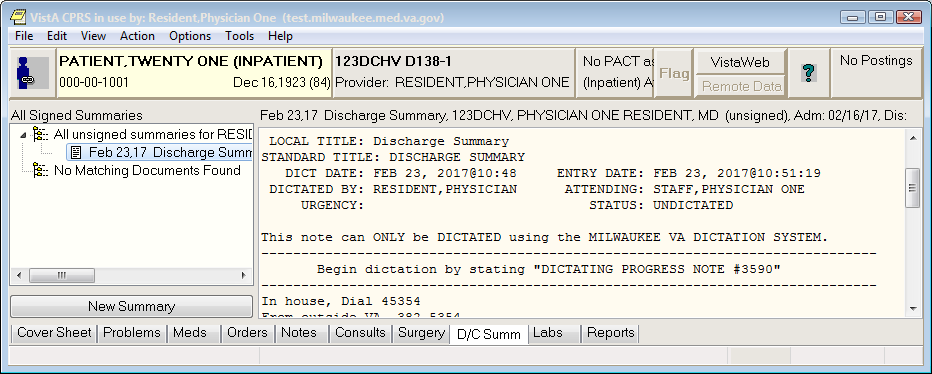 VistA CPRS in use by: Resident,Physician One (test.milwaukee.med.va.gov)
File Edit View Action Options Tools Help
PATIENT,TWENTY ONE (INPATIENT)
000-00-1001 Dec 16,1923 (84)
123DCHV D138-1
Provider: RESIDENT,PHYSICIAN ONE
No PACT as
(Inpatient) A
Flag
VistaWeb
Remote Data
?
No Postings
All Signed Summaries
All unsigned summaries for RESID
Feb 23,17 Discharge Summ
No Matching Documents Found
New Summary
Feb 23,17 Discharge Summary, 123DCHV, PHYSICIAN ONE RESIDENT, MD (unsigned), Adm: 02/16/17, Dis:
LOCAL TITLE: Discharge Summary
STANDARD TITLE: DISCHARGE SUMMARY
DICT DATE: FEB 23, 2017@10:48 ENTRY DATE: FEB 23, 2017@10:51:19
DICTATED BY: RESIDENT,PHYSICIAN ATTENDING: STAFF,PHYSICIAN ONE
URGENCY: STATUS: UNDICTATED
This note can ONLY be DICTATED using the MILWAUKEE VA DICTATION SYSTEM.
-------------------------------------------------------------------------------
Begin dictation by stating "DICTATING PROGRESS NOTE #3590"
-------------------------------------------------------------------------------
In house, Dial 45354
From outside VA, 382-5354
Cover Sheet Problems Meds Orders Notes Consults Surgery D/C Summ Labs Reports